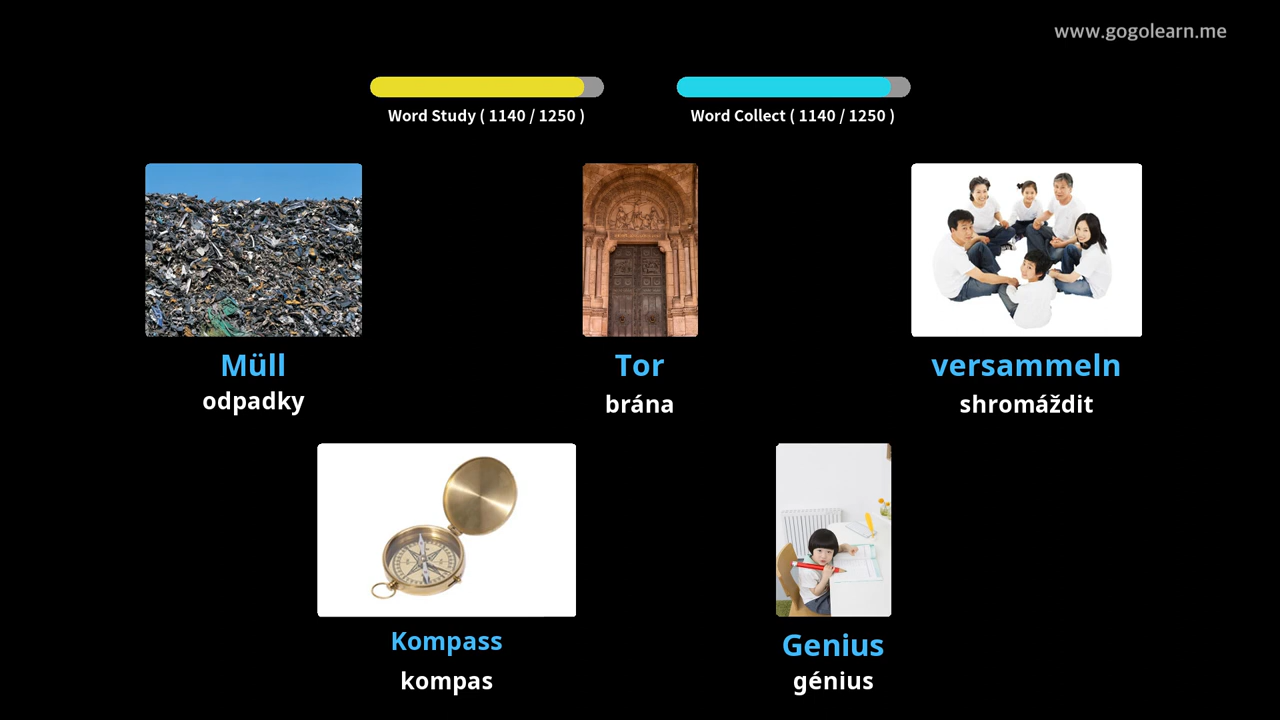 www.gogolearn.me
Word Study ( 1140 / 1250 )
Word Collect ( 1140 / 1250 )
Müll
odpadky
Tor
brána
versammeln
shromáždit
Kompass
kompas
Genius
génius